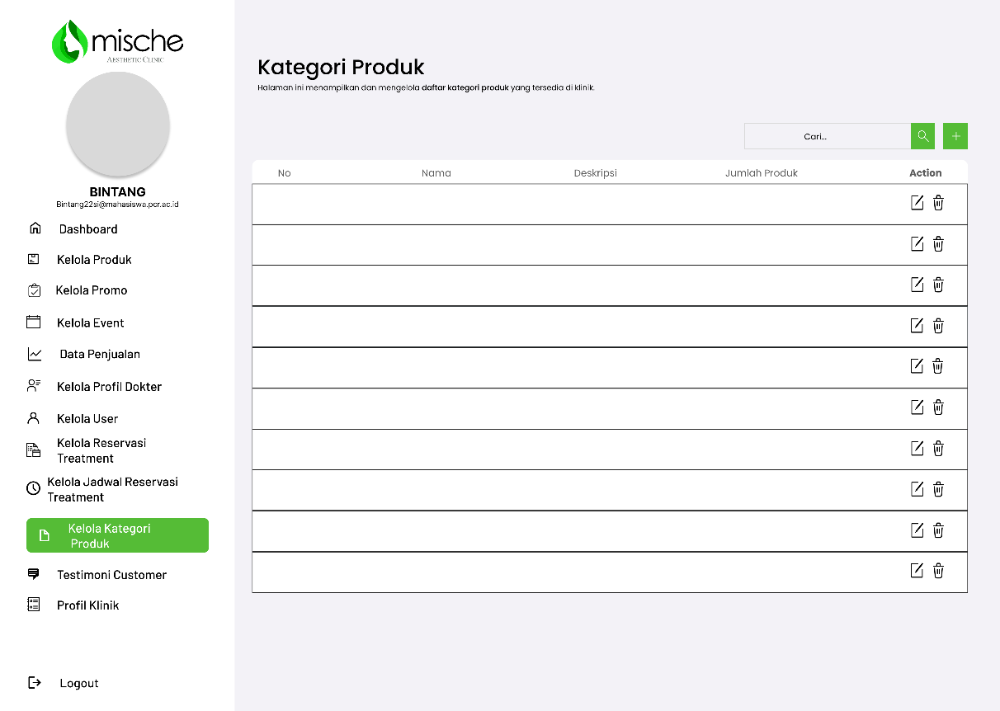 mische
AESTHETIC CLINIC
BINTANG
Bintang22si@mahasiswa.pcr.ac.id
Dashboard
Kelola Produk
Kelola Promo
Kelola Event
Data Penjualan
Kelola Profil Dokter
Kelola User
Kelola Reservasi
Treatment
Kelola Jadwal Reservasi
Treatment
Kelola Kategori
Produk
Testimoni Customer
Profil Klinik
Logout
Kategori Produk
Halaman ini menampilkan dan mengelola daftar kategori produk yang tersedia di klinik.
Cari...
No Nama Deskripsi Jumlah Produk Action